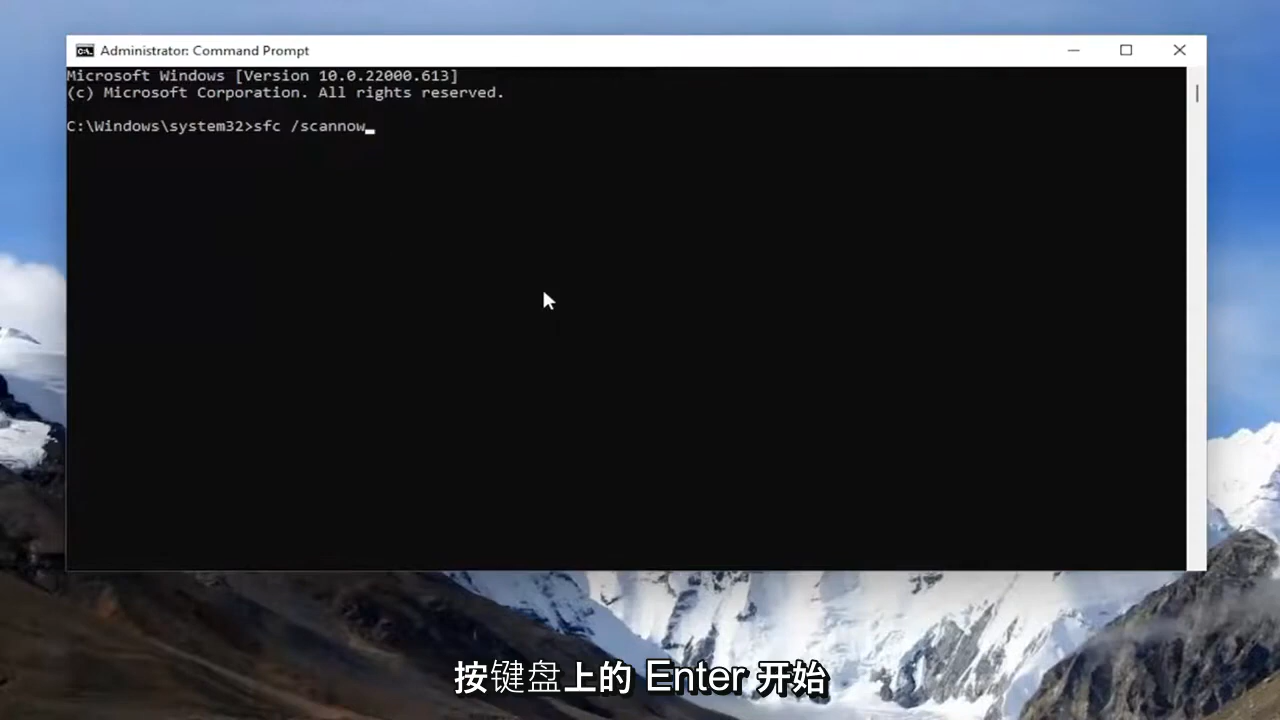 Administrator: Command Prompt
Microsoft Windows [Version 10.0.22000.613]
(c) Microsoft Corporation. All rights reserved.
C:\Windows\system32>sfc /scannow
按键盘上的 Enter 开始